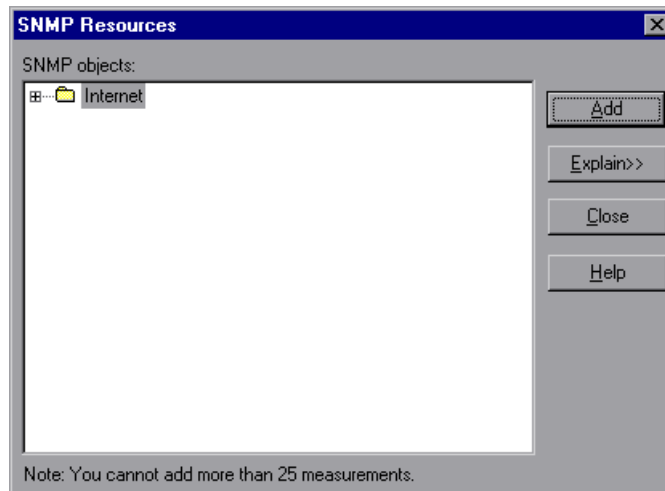 SNMP Resources
SNMP objects:
Internet
Add
Explain>>
Close
Help
Note: You cannot add more than 25 measurements.